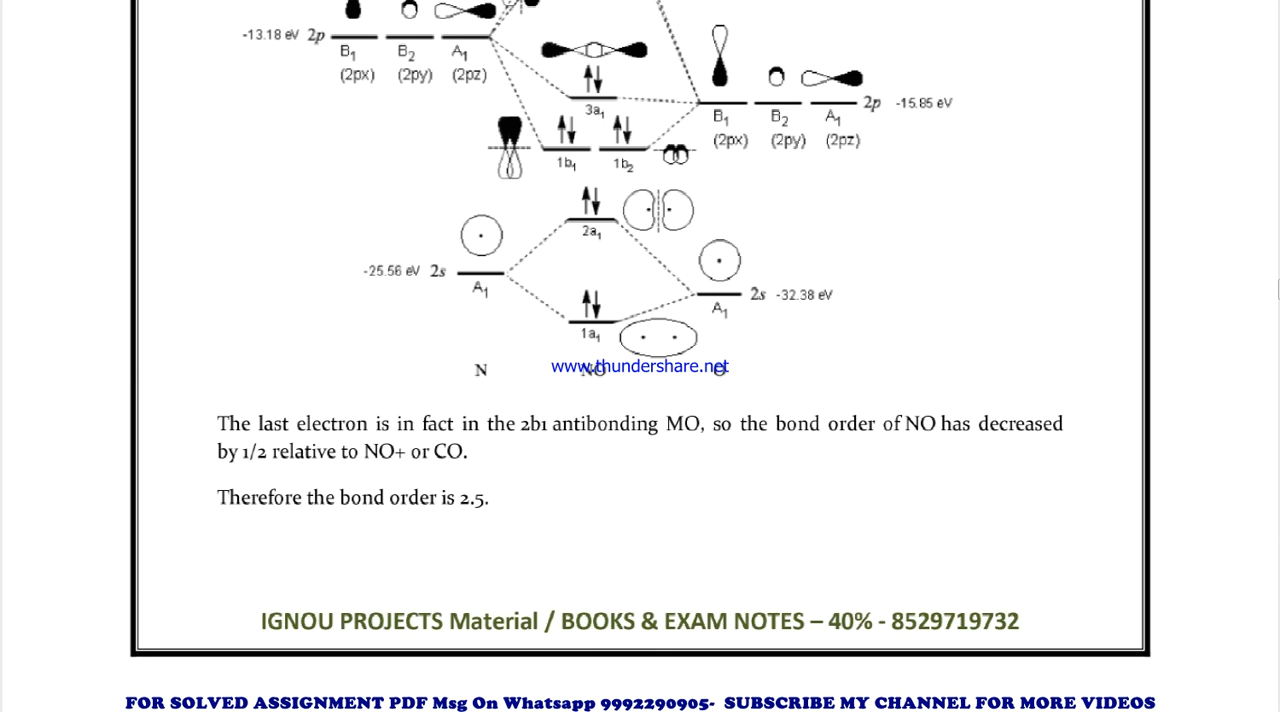 -13.18 eV 2p
B1 B2 A1
(2px) (2py) (2pz)
3a1
2p -15.85 eV
B1 B2 A1
(2px) (2py) (2pz)
1b1 1b2
2a1
-25.56 eV 2s
A1
2s -32.38 eV
A1
1a1
N NO O
www.thundershare.net
The last electron is in fact in the 2b1 antibonding MO, so the bond order of NO has decreased
by 1/2 relative to NO+ or CO.
Therefore the bond order is 2.5.
IGNOU PROJECTS Material / BOOKS & EXAM NOTES – 40% - 8529719732
FOR SOLVED ASSIGNMENT PDF Msg On Whatsapp 9992290905- SUBSCRIBE MY CHANNEL FOR MORE VIDEOS